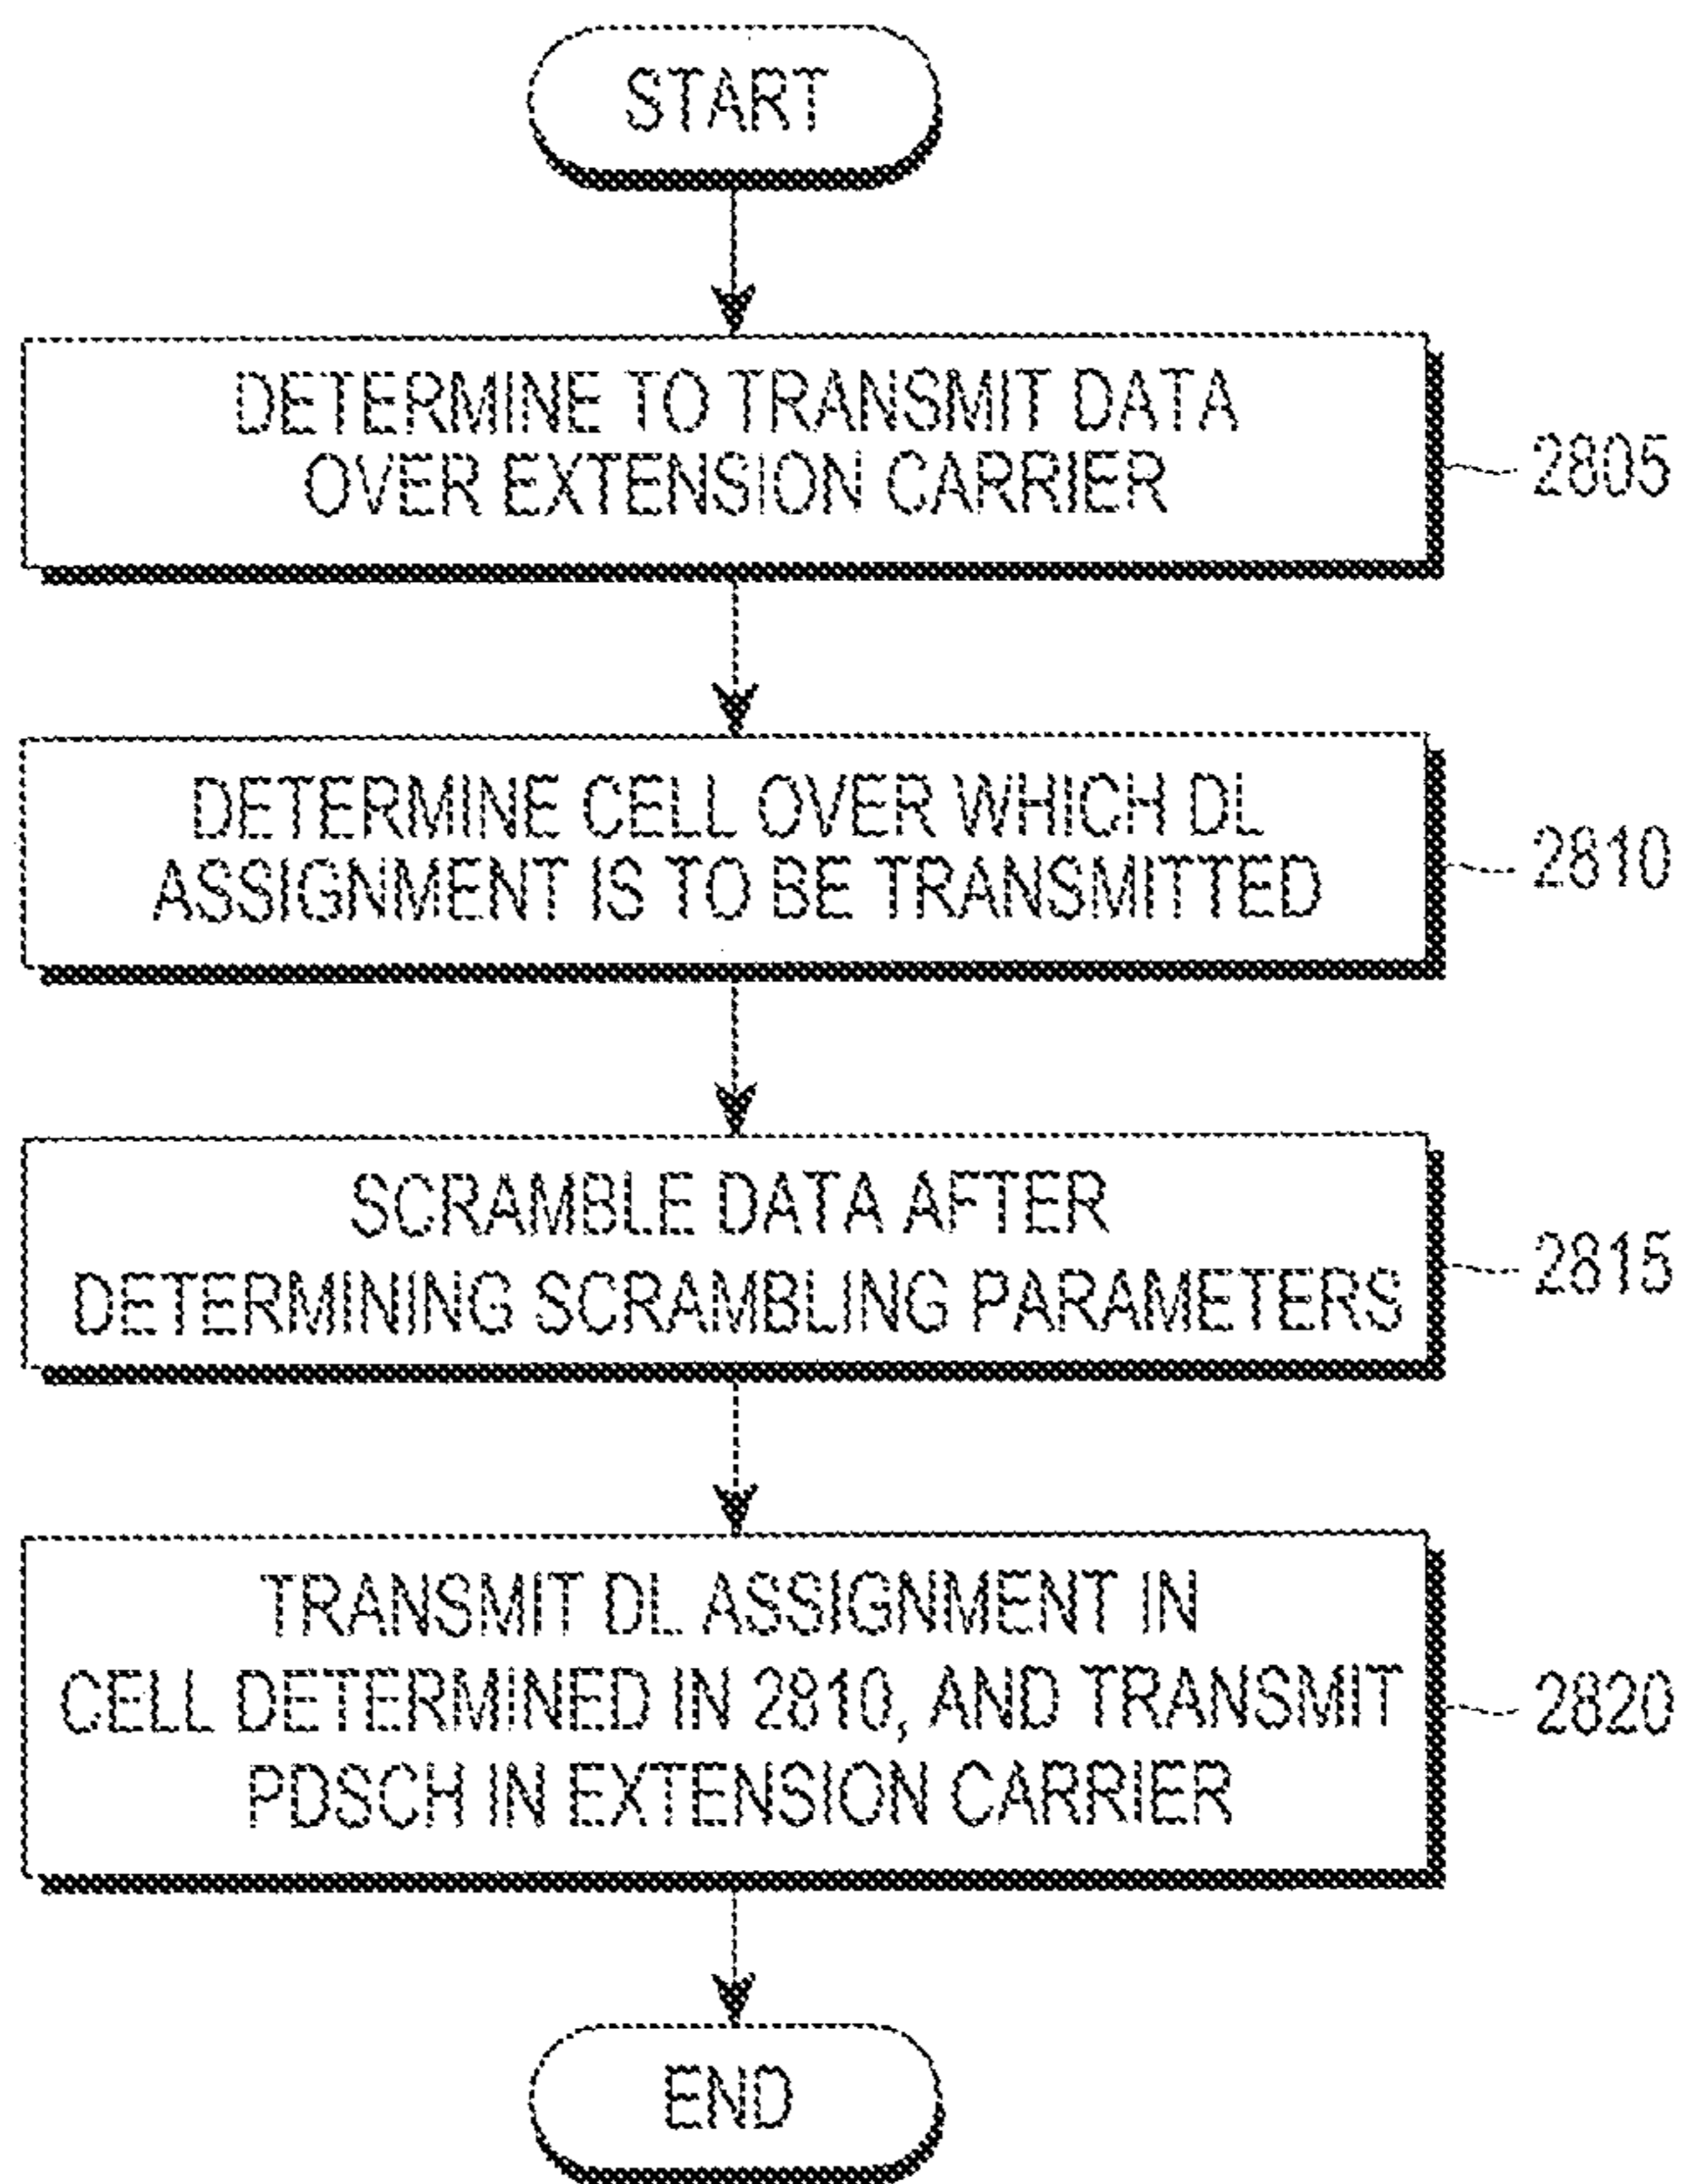 START
DETERMINE TO TRANSMIT DATA
OVER EXTENSION CARRIER
2805
DETERMINE CELL OVER WHICH DL
ASSIGNMENT IS TO BE TRANSMITTED
2810
SCRAMBLE DATA AFTER
DETERMINING SCRAMBLING PARAMETERS
2815
TRANSMIT DL ASSIGNMENT IN
CELL DETERMINED IN 2810, AND TRANSMIT
PDSCH IN EXTENSION CARRIER
2820
END